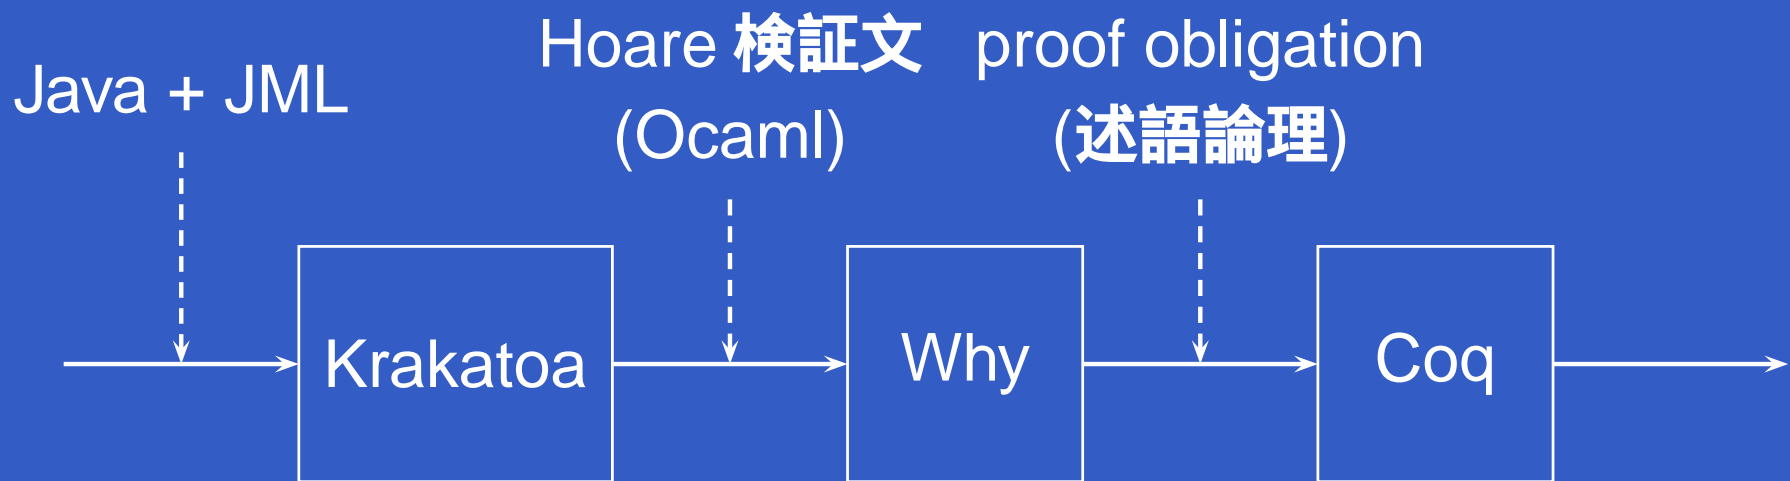 Java + JML
Hoare 検証文
(Ocaml)
proof obligation
(述語論理)
Krakatoa
Why
Coq